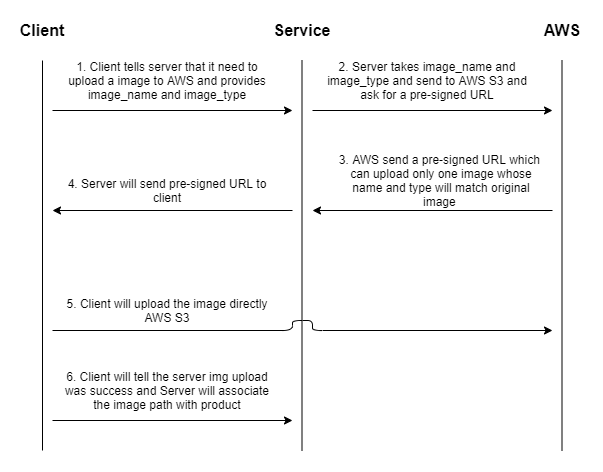 Client
Service
AWS
1. Client tells server that it need to
upload a image to AWS and provides
image_name and image_type
2. Server takes image_name and
image_type and send to AWS S3 and
ask for a pre-signed URL
3. AWS send a pre-signed URL which
can upload only one image whose
name and type will match original
image
4. Server will send pre-signed URL to
client
5. Client will upload the image directly
AWS S3
6. Client will tell the server img upload
was success and Server will associate
the image path with product